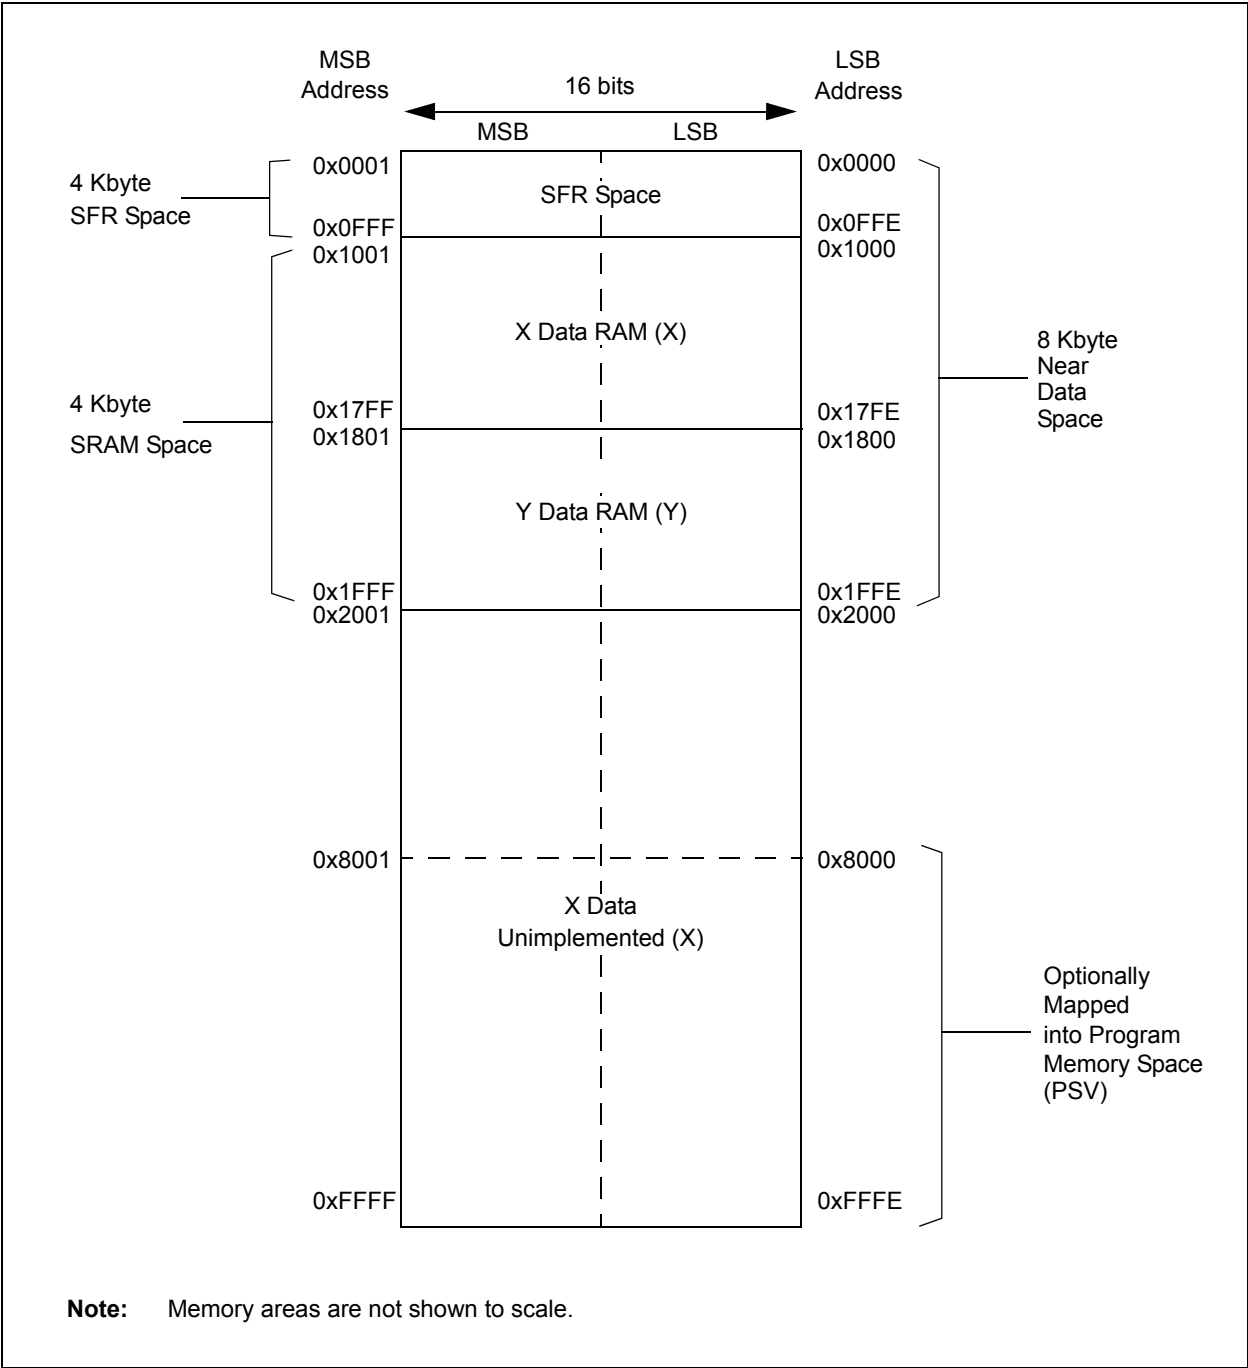 MSB
Address
LSB
Address
16 bits
MSB
LSB
4 Kbyte
SFR Space
0x0001
0x0FFF
0x1001
SFR Space
0x0000
0x0FFE
0x1000
X Data RAM (X)
8 Kbyte
Near
Data
Space
4 Kbyte
SRAM Space
0x17FF
0x1801
0x17FE
0x1800
Y Data RAM (Y)
0x1FFF
0x2001
0x1FFE
0x2000
0x8001
0x8000
X Data
Unimplemented (X)
Optionally
Mapped
into Program
Memory Space
(PSV)
0xFFFF
0xFFFE
Note: Memory areas are not shown to scale.